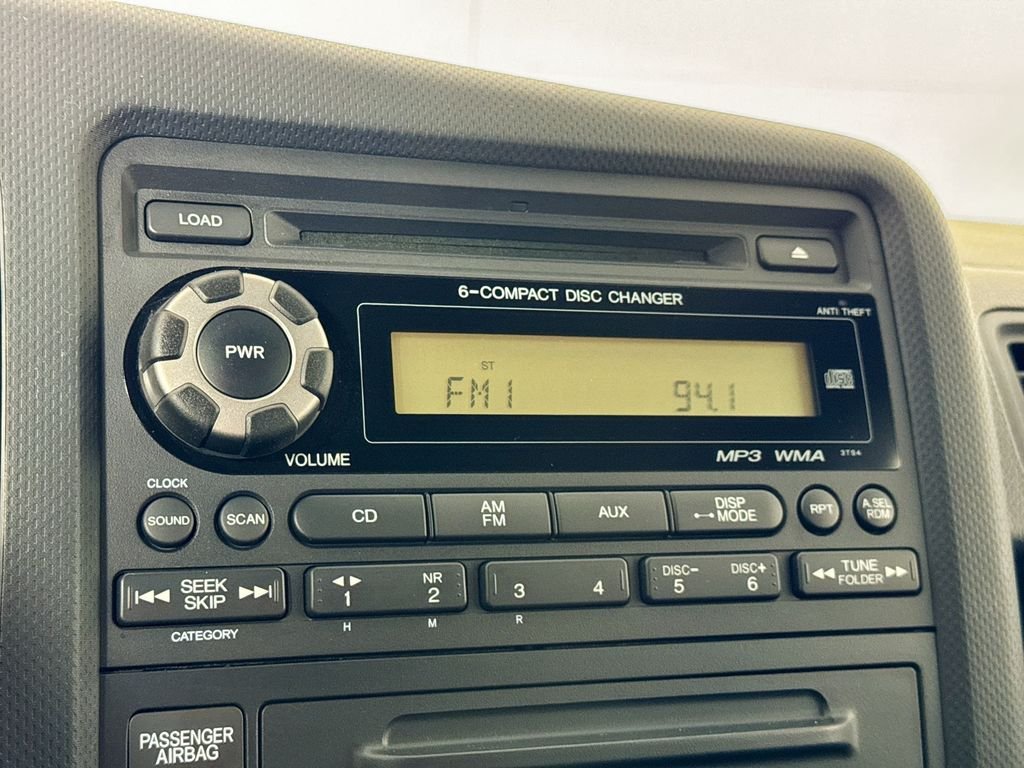 LOAD
6-COMPACT DISC CHANGER
ANTI THEFT
PWR
ST
FM1 94.1
VOLUME
MP3 WMA 3TS4
CLOCK
SOUND
SCAN
CD
AM
FM
AUX
DISP
MODE
RPT
A.SEL
RDM
SEEK
SKIP
CATEGORY
1
NR
2
H M
3 4
R
DISC- DISC+
5 6
TUNE
FOLDER
PASSENGER
AIRBAG